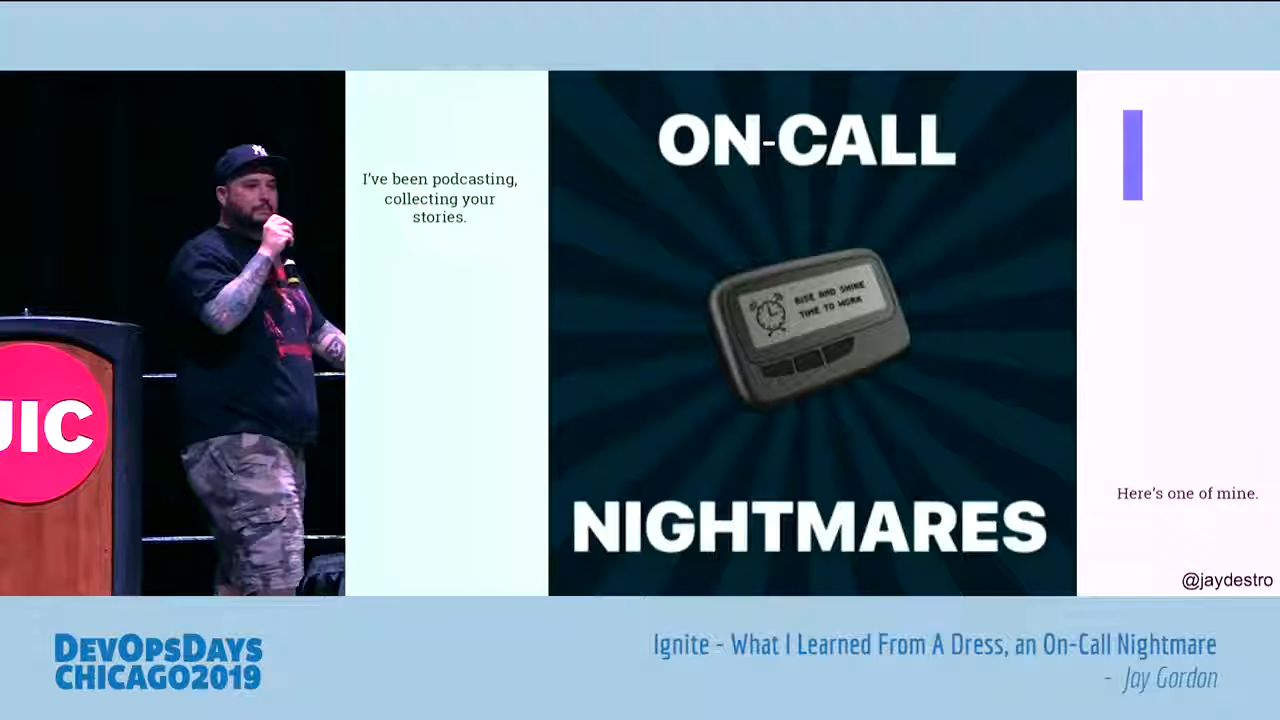 I've been podcasting,
collecting your
stories.
ON-CALL
RISE AND SHINE
TIME TO WORK
NIGHTMARES
Here's one of mine.
@jaydestro
UIC
DEVOPSDAYS
CHICAGO2019
Ignite - What I Learned From A Dress, an On-Call Nightmare
- Jay Gordon